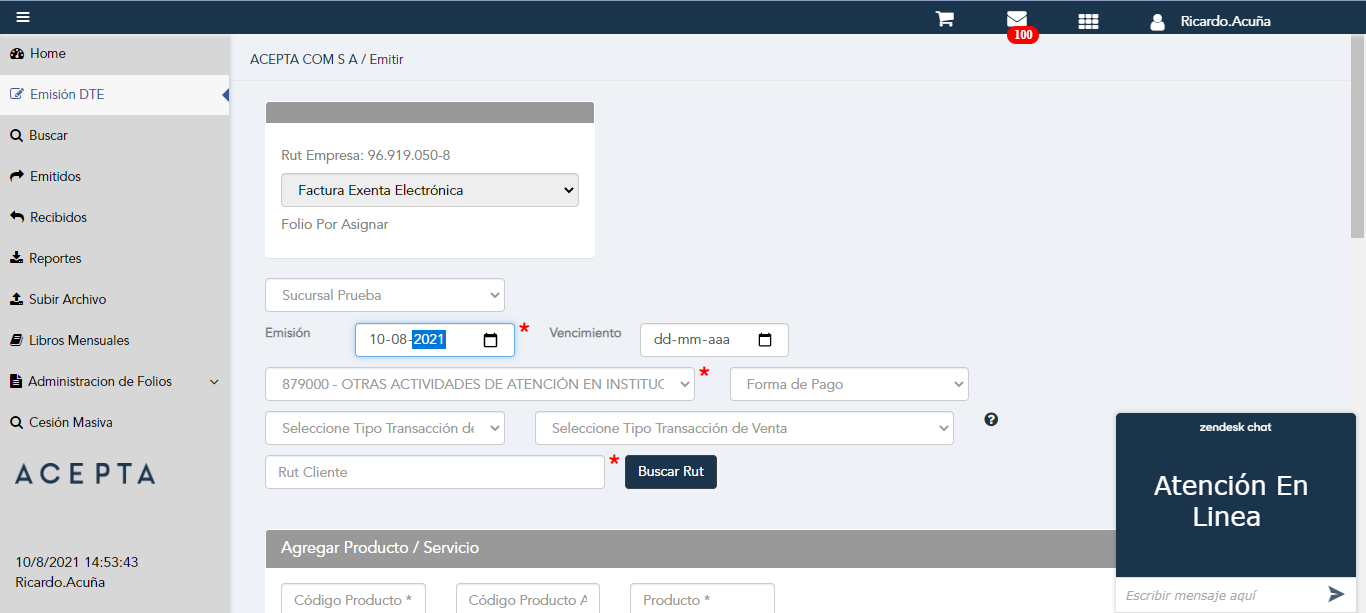 100
Ricardo.Acuña
Home
Emisión DTE
Buscar
Emitidos
Recibidos
Reportes
Subir Archivo
Libros Mensuales
Administracion de Folios
Cesión Masiva
ACEPTA
10/8/2021 14:53:43
Ricardo.Acuña
ACEPTA COM S A / Emitir
Rut Empresa: 96.919.050-8
Factura Exenta Electrónica
Folio Por Asignar
Sucursal Prueba
Emisión 10-08-2021 * Vencimiento dd-mm-aaa
879000 - OTRAS ACTIVIDADES DE ATENCIÓN EN INSTITUC * Forma de Pago
Seleccione Tipo Transacción de Seleccione Tipo Transacción de Venta ?
Rut Cliente * Buscar Rut
Agregar Producto / Servicio
Código Producto * Código Producto A Producto *
zendesk chat
Atención En
Linea
Escribir mensaje aquí